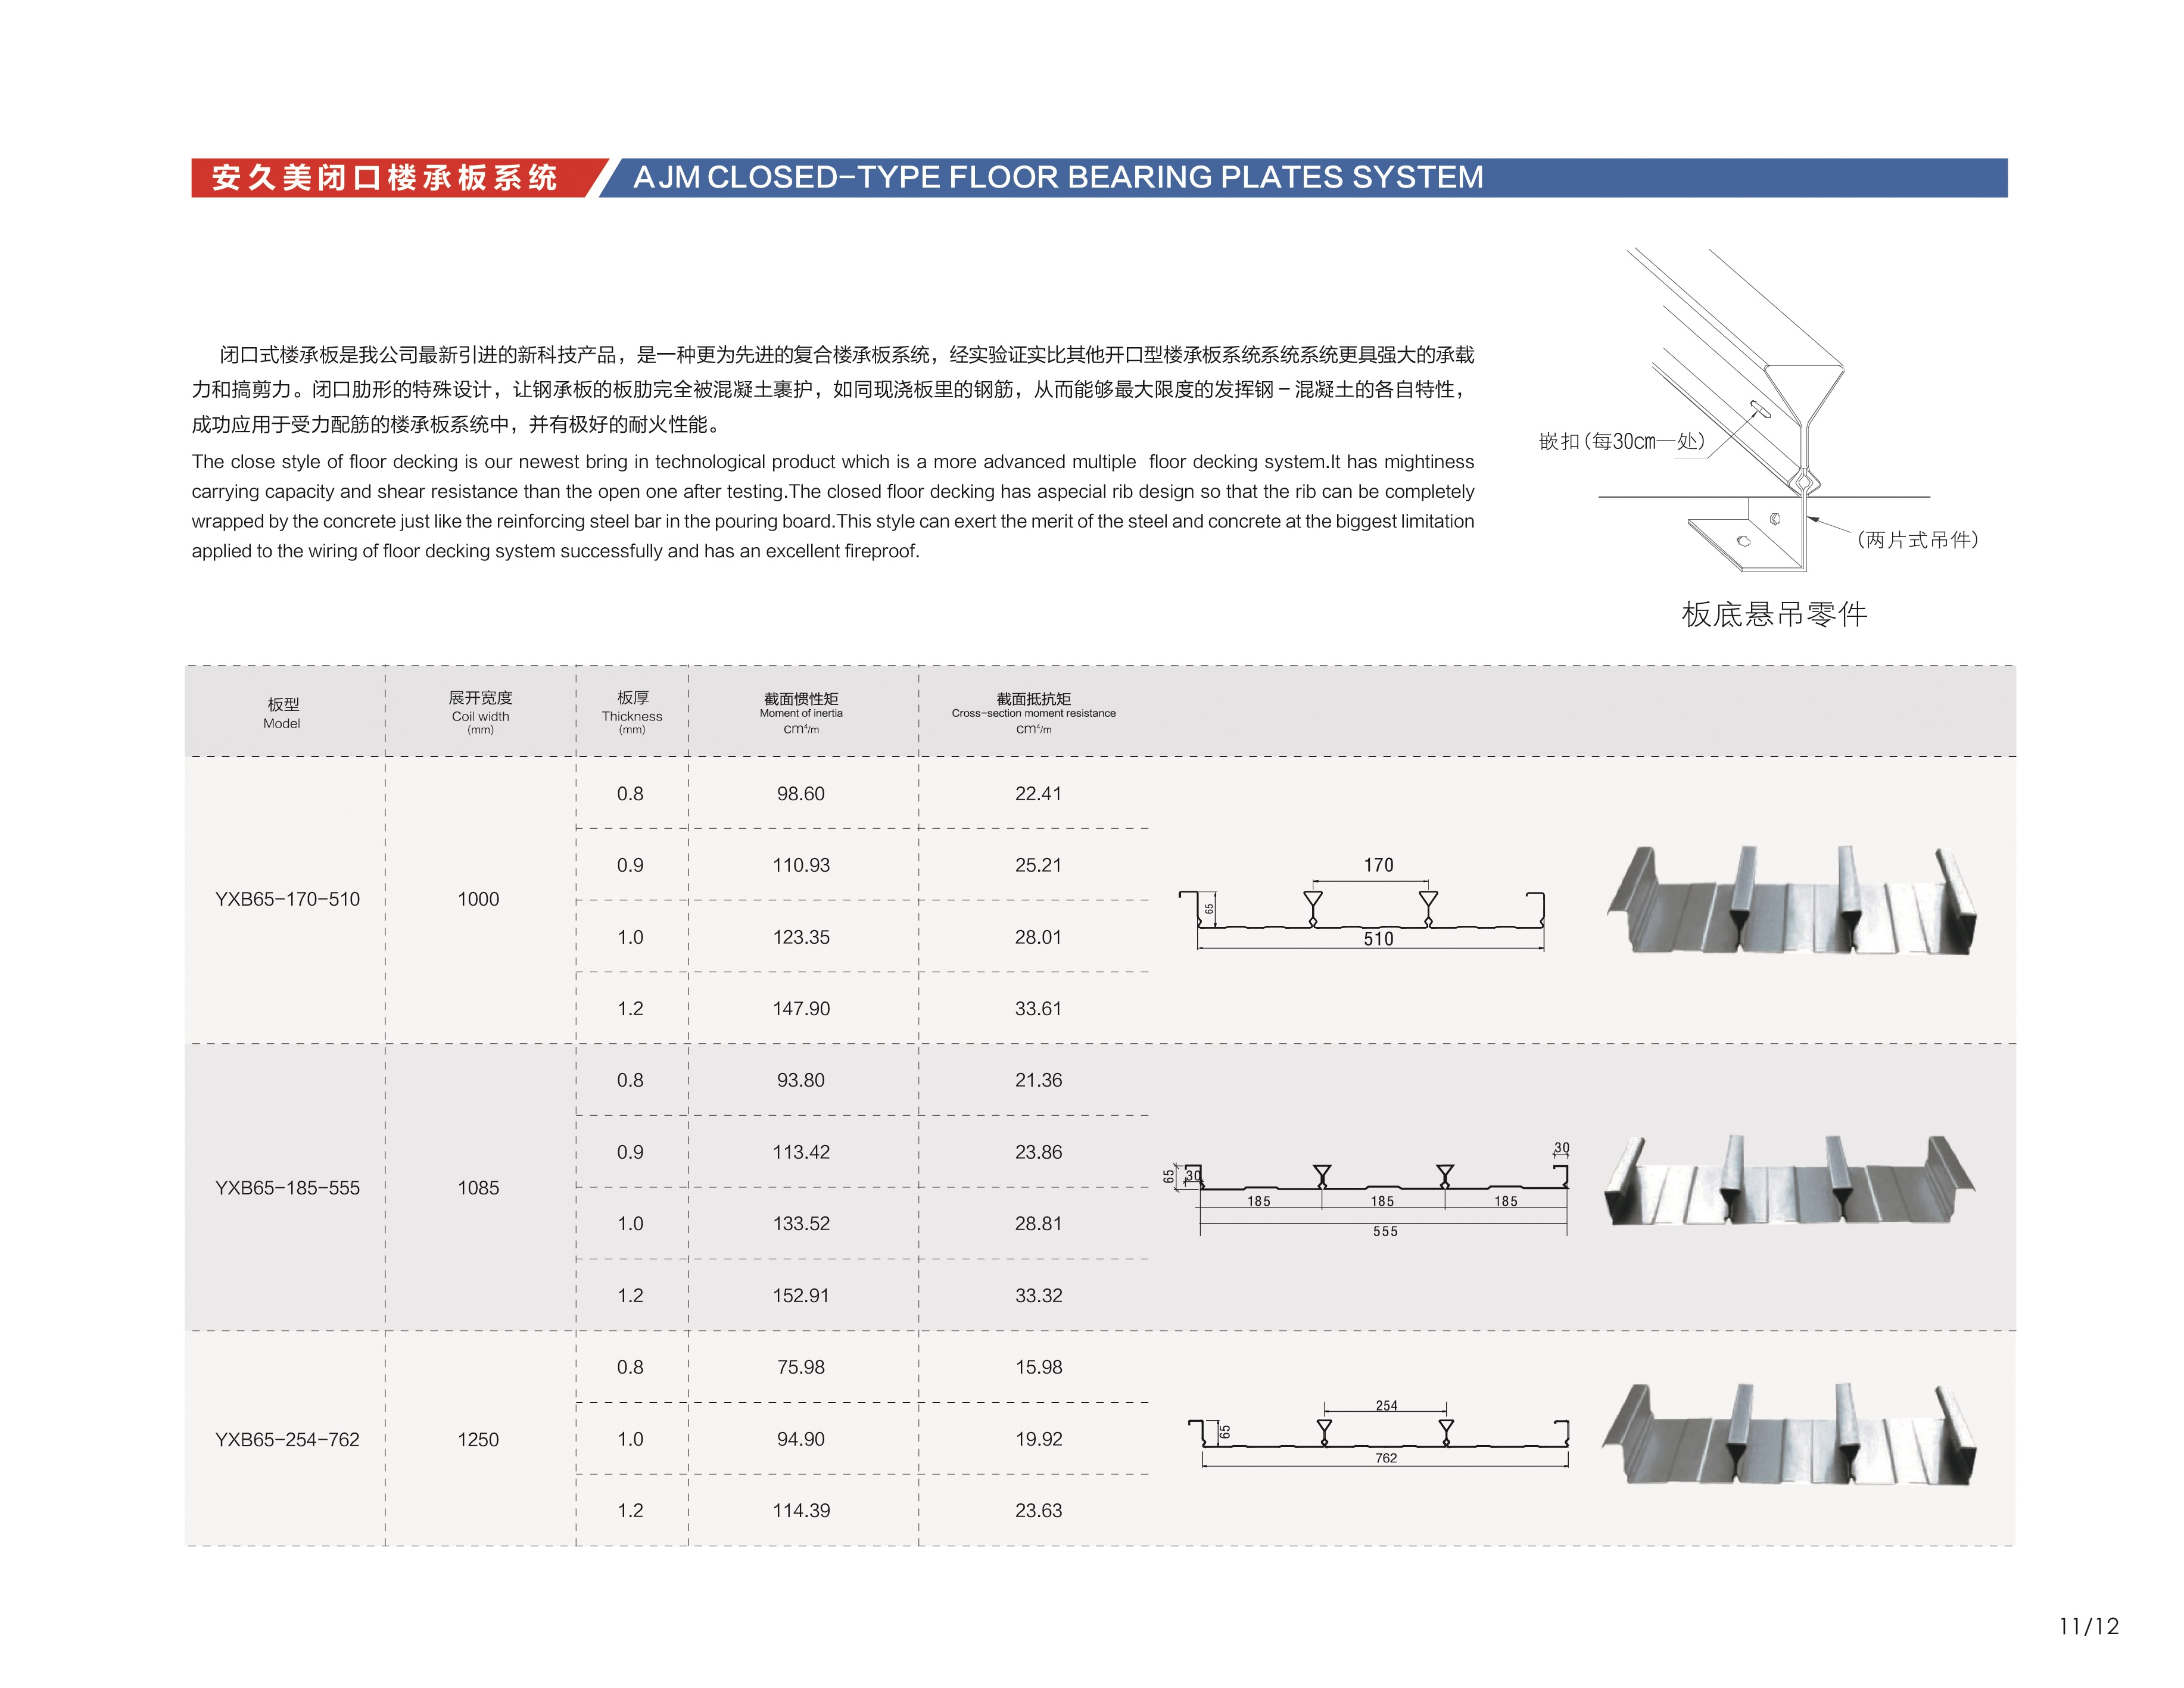 安久美闭口楼承板系统 AJM CLOSED-TYPE FLOOR BEARING PLATES SYSTEM
闭口式楼承板是我公司最新引进的新科技产品，是一种更为先进的复合楼承板系统，经实验证实比其他开口型楼承板系统系统系统更具强大的承载
力和搞剪力。闭口肋形的特殊设计，让钢承板的板肋完全被混凝土裹护，如同现浇板里的钢筋，从而能够最大限度的发挥钢－混凝土的各自特性，
成功应用于受力配筋的楼承板系统中，并有极好的耐火性能。
The close style of floor decking is our newest bring in technological product which is a more advanced multiple floor decking system.It has mightiness
carrying capacity and shear resistance than the open one after testing.The closed floor decking has aspecial rib design so that the rib can be completely
wrapped by the concrete just like the reinforcing steel bar in the pouring board.This style can exert the merit of the steel and concrete at the biggest limitation
applied to the wiring of floor decking system successfully and has an excellent fireproof.
嵌扣(每30cm一处)
(两片式吊件)
板底悬吊零件
板型 展开宽度 板厚 截面惯性矩 截面抵抗矩
Model Coil width Thickness Moment of inertia Cross-section moment resistance
(mm) (mm) cm⁴/m cm⁴/m
YXB65-170-510 1000
0.8 98.60 22.41
0.9 110.93 25.21
1.0 123.35 28.01
1.2 147.90 33.61
170
65
510
YXB65-185-555 1085
0.8 93.80 21.36
0.9 113.42 23.86
1.0 133.52 28.81
1.2 152.91 33.32
30
65 30
185 185 185
555
YXB65-254-762 1250
0.8 75.98 15.98
1.0 94.90 19.92
1.2 114.39 23.63
254
65
762
11/12